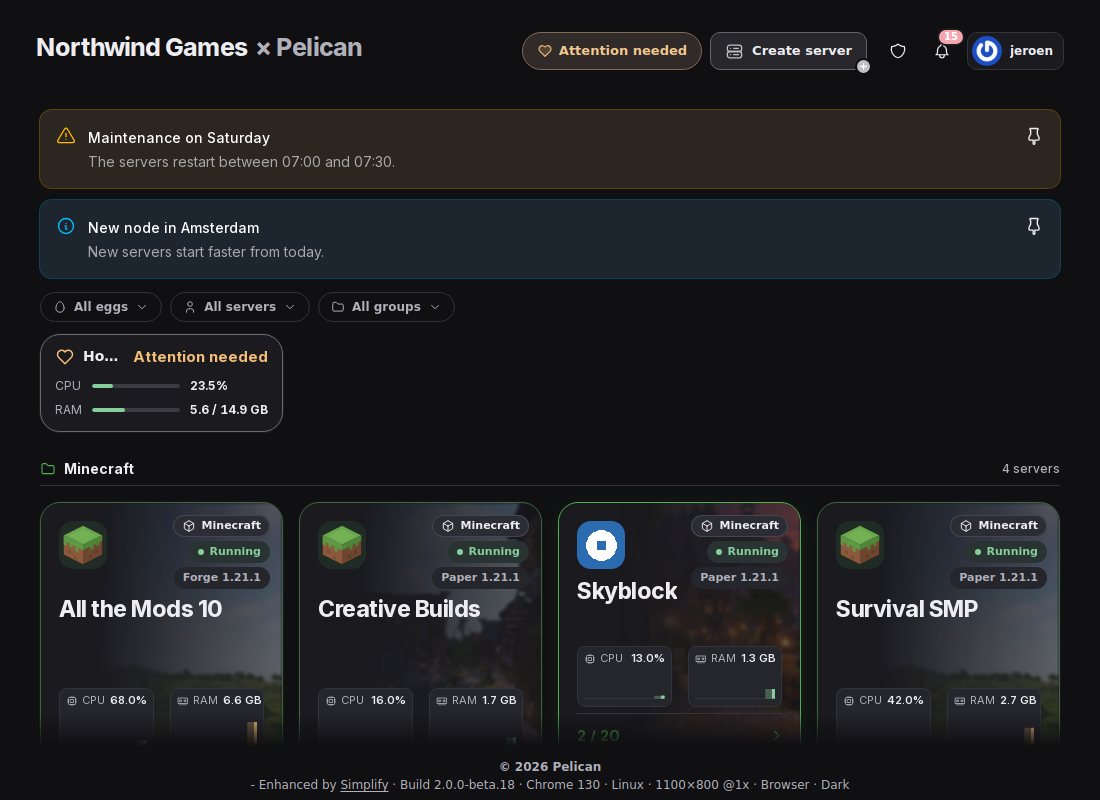 Northwind Games × Pelican
Attention needed
Create server
15
jeroen
Maintenance on Saturday
The servers restart between 07:00 and 07:30.
New node in Amsterdam
New servers start faster from today.
All eggs
All servers
All groups
Ho... Attention needed
CPU 23.5%
RAM 5.6 / 14.9 GB
Minecraft
4 servers
Minecraft
Running
Forge 1.21.1
All the Mods 10
CPU 68.0%
RAM 6.6 GB
Minecraft
Running
Paper 1.21.1
Creative Builds
CPU 16.0%
RAM 1.7 GB
Minecraft
Running
Paper 1.21.1
Skyblock
CPU 13.0%
RAM 1.3 GB
2 / 20
Minecraft
Running
Paper 1.21.1
Survival SMP
CPU 42.0%
RAM 2.7 GB
© 2026 Pelican
- Enhanced by Simplify · Build 2.0.0-beta.18 · Chrome 130 · Linux · 1100×800 @1x · Browser · Dark